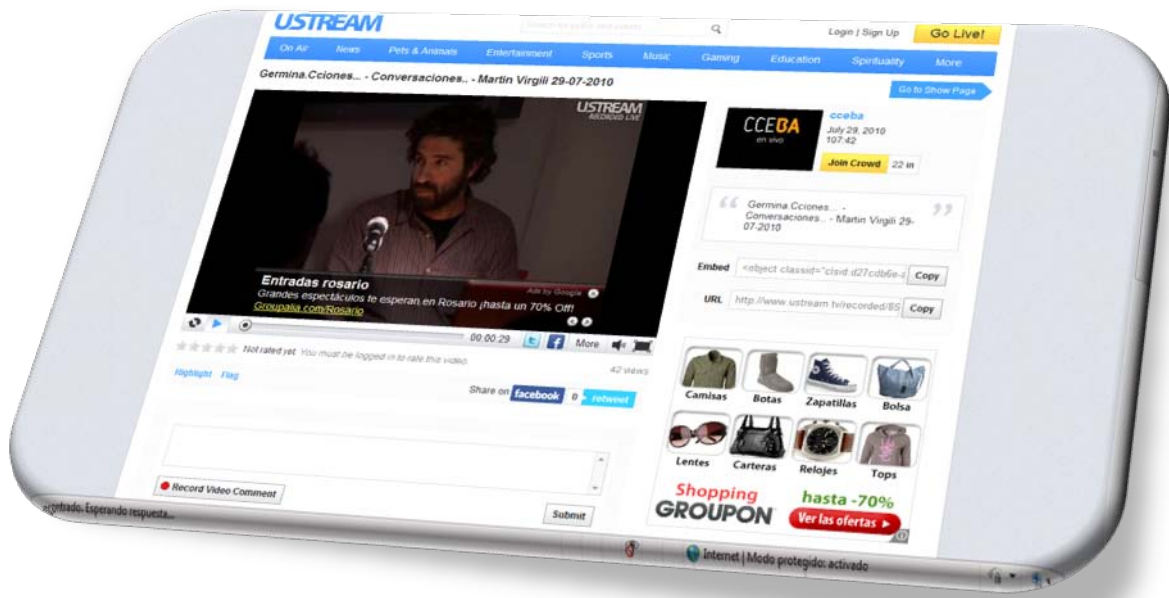 USTREAM
Login | Sign Up
Go Live!
On Air News Pets & Animals Entertainment Sports Music Gaming Education Spirituality More
Germina.Cciones... - Conversaciones.. - Martin Virgili 29-07-2010
Go to Show Page
USTREAM
RECORDED LIVE
Entradas rosario
Ads by Google
Grandes espectáculos te esperan en Rosario ¡hasta un 70% Off!
Groupalia.com/Rosario
00:00:29 More
Not rated yet. You must be logged in to rate this video.
42 views
Highlight Flag
Share on facebook 0 retweet
Record Video Comment
Submit
CCEBA
en vivo
cceba
July 29, 2010
107:42
Join Crowd 22 in
Germina.Cciones... -
Conversaciones.. - Martin Virgili 29-
07-2010
Embed <object classid="clsid:d27cdb6e-a Copy
URL http://www.ustream.tv/recorded/85 Copy
Camisas Botas Zapatillas Bolsa
Lentes Carteras Relojes Tops
Shopping
GROUPON
hasta -70%
Ver las ofertas
econtrado. Esperando respuesta...
Internet | Modo protegido: activado